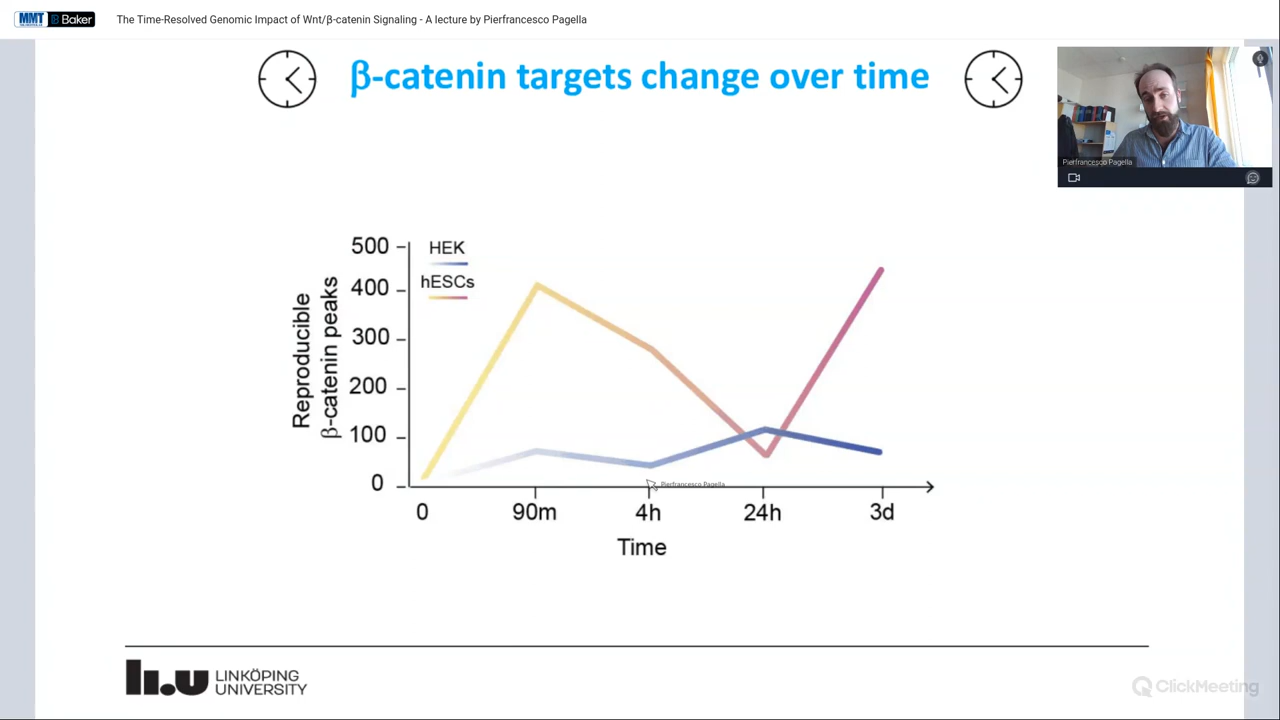 MMT Baker The Time-Resolved Genomic Impact of Wnt/β-catenin Signaling - A lecture by Pierfrancesco Pagella
β-catenin targets change over time
Pierfrancesco Pagella
Reproducible
β-catenin peaks
500
400
300
200
100
0
HEK
hESCs
Pierfrancesco Pagella
0 90m 4h 24h 3d
Time
li.u LINKÖPING
UNIVERSITY
ClickMeeting